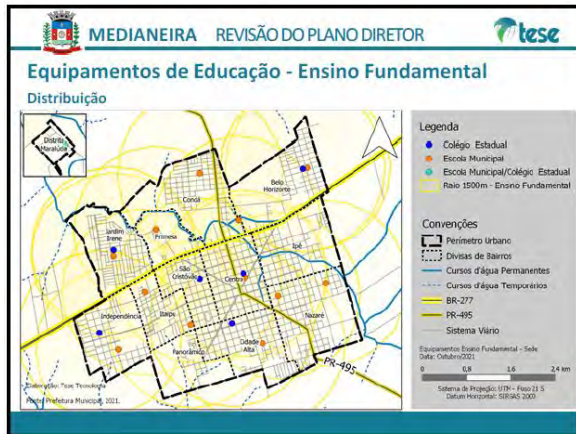 MEDIANEIRA REVISÃO DO PLANO DIRETOR
tese
Equipamentos de Educação - Ensino Fundamental
Distribuição
Distrito
Maralúcia
Condá
Belo
Horizonte
Jardim
Irene
Frimesa
Ipê
São
Cristóvão
Centro
Independência
Itaipu
Nazaré
Panorâmico
Cidade
Alta
PR-495
Elaboração: Tese Tecnologia
Fonte: Prefeitura Municipal, 2021.
Legenda
Colégio Estadual
Escola Municipal
Escola Municipal/Colégio Estadual
Raio 1500m - Ensino Fundamental
Convenções
Perímetro Urbano
Divisas de Bairros
Cursos d'água Permanentes
Cursos d'água Temporários
BR-277
PR-495
Sistema Viário
Equipamentos Ensino Fundamental - Sede
Data: Outubro/2021
0 0,8 1,6 2,4 km
Sistema de Projeção: UTM - Fuso 21 S
Datum Horizontal: SIRGAS 2000